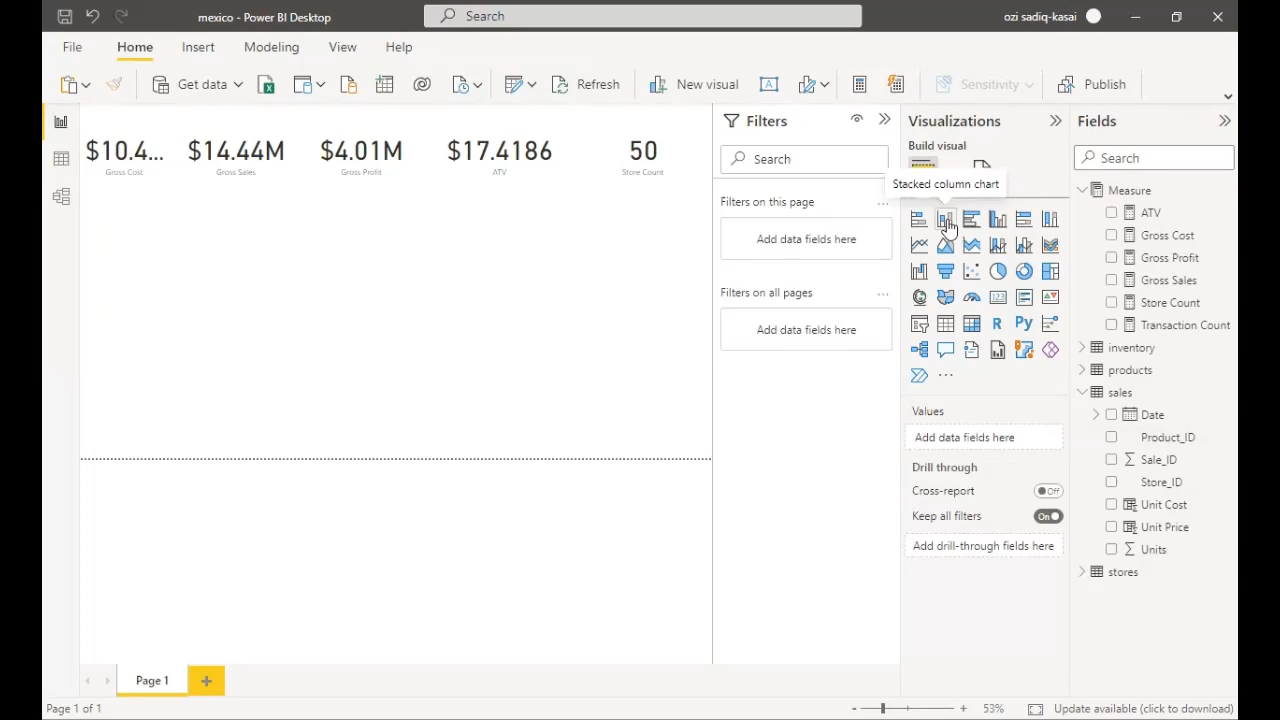 mexico - Power BI Desktop
Search
ozi sadiq-kasai
File
Home
Insert
Modeling
View
Help
Get data
Refresh
New visual
Sensitivity
Publish
$10.4...
Gross Cost
$14.44M
Gross Sales
$4.01M
Gross Profit
$17.4186
ATV
50
Store Count
Filters
Search
Filters on this page
...
Add data fields here
Filters on all pages
...
Add data fields here
Visualizations
Build visual
Stacked column chart
123
R
Py
...
Values
Add data fields here
Drill through
Cross-report
Off
Keep all filters
On
Add drill-through fields here
Fields
Search
Measure
ATV
Gross Cost
Gross Profit
Gross Sales
Store Count
Transaction Count
inventory
products
sales
Date
Product_ID
Σ Sale_ID
Store_ID
Unit Cost
Unit Price
Σ Units
stores
Page 1
+
Page 1 of 1
- + 53%
Update available (click to download)